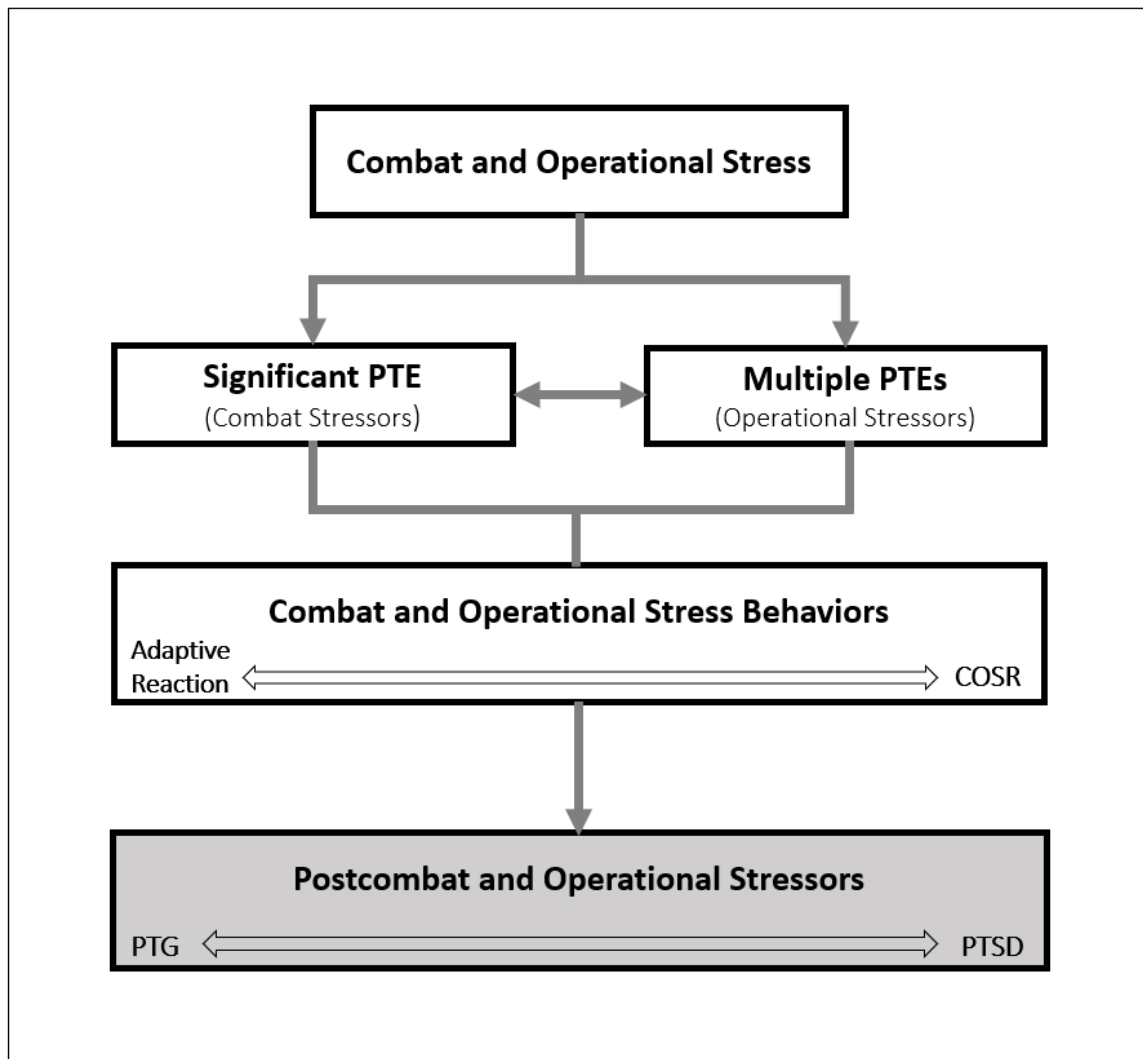 Combat and Operational Stress
Significant PTE
(Combat Stressors)
Multiple PTEs
(Operational Stressors)
Combat and Operational Stress Behaviors
Adaptive
Reaction
COSR
Postcombat and Operational Stressors
PTG
PTSD